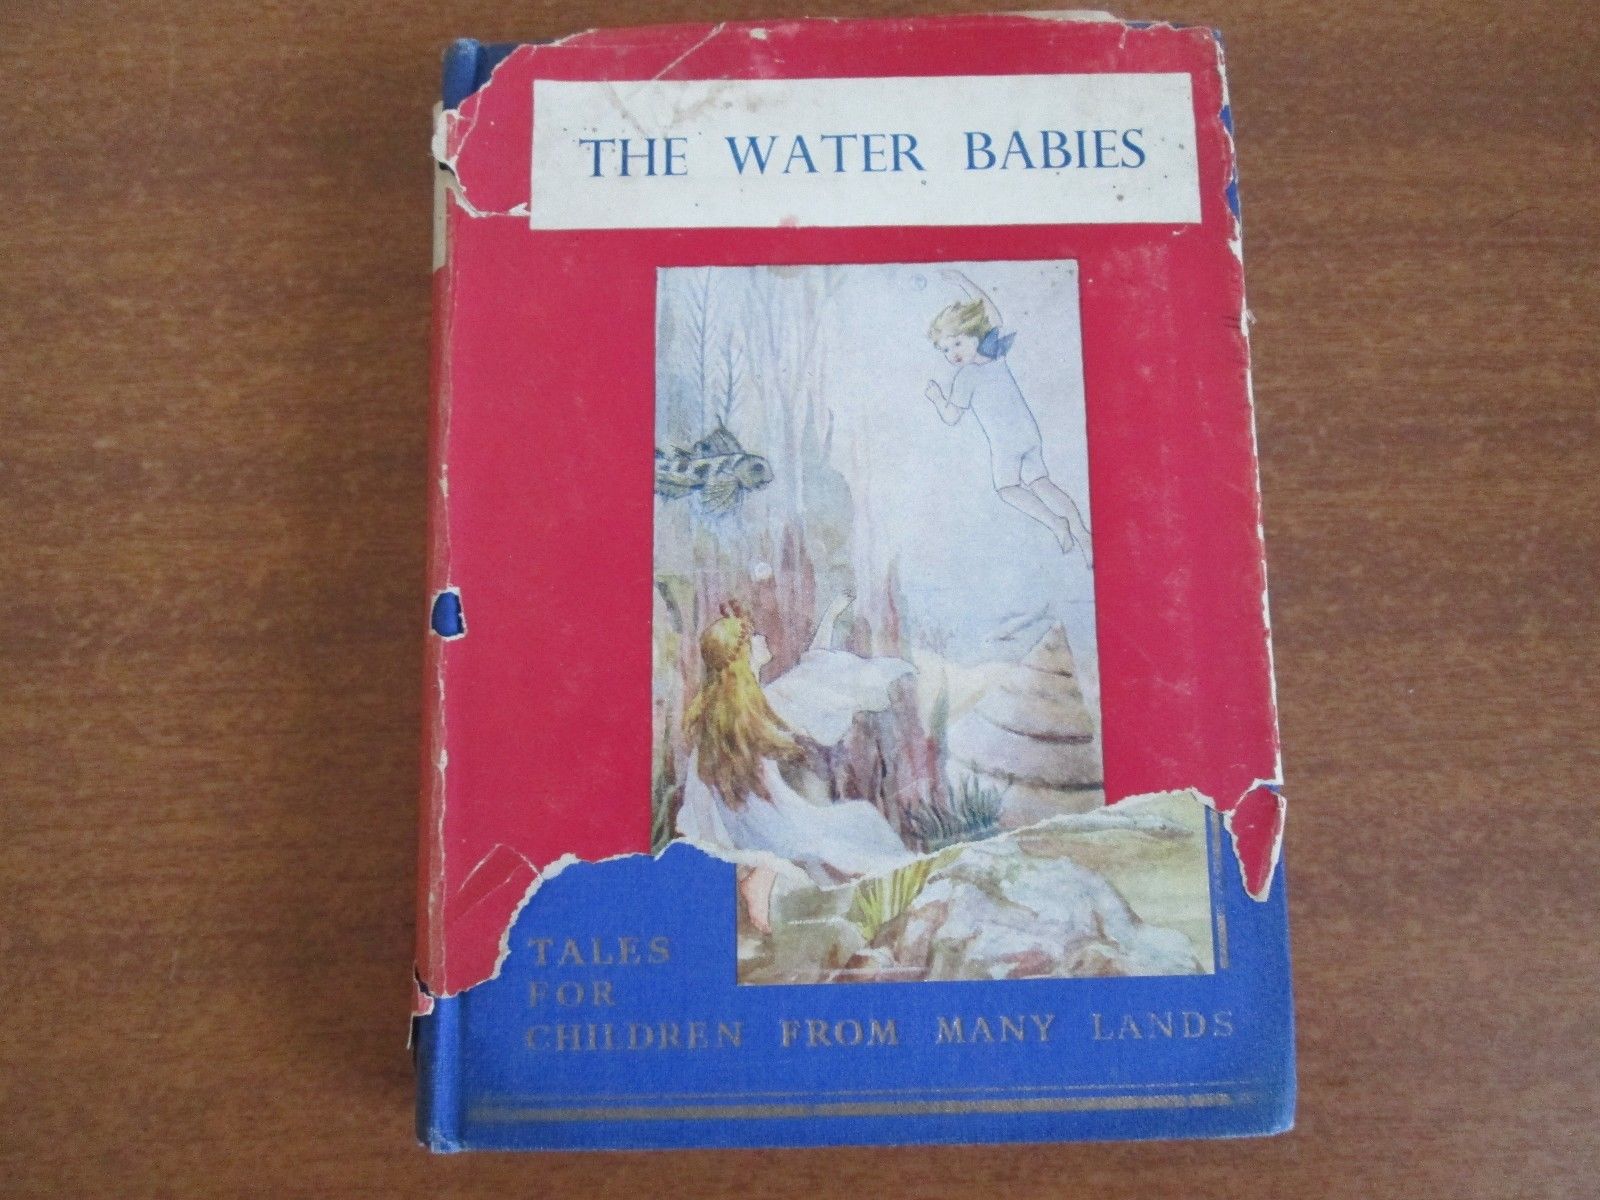 THE WATER BABIES
TALES
FOR
CHILDREN FROM MANY LANDS